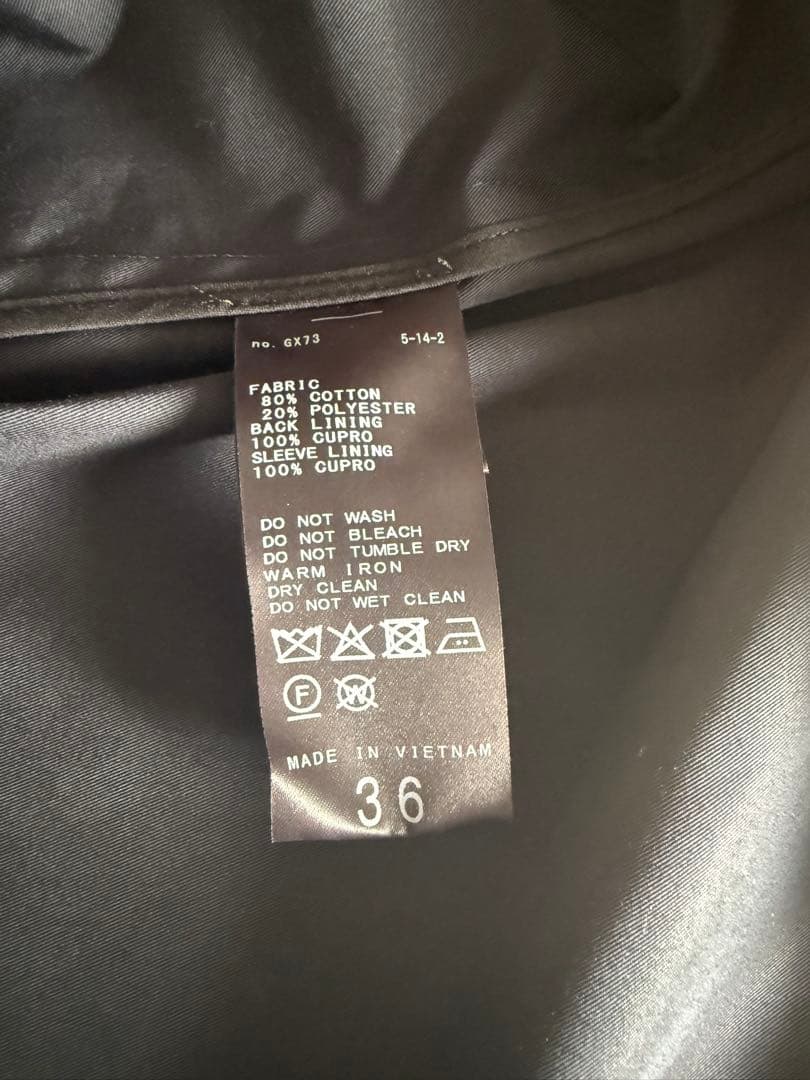 no. GX73 5-14-2
FABRIC
80% COTTON
20% POLYESTER
BACK LINING
100% CUPRO
SLEEVE LINING
100% CUPRO
DO NOT WASH
DO NOT BLEACH
DO NOT TUMBLE DRY
WARM IRON
DRY CLEAN
DO NOT WET CLEAN
F W
MADE IN VIETNAM
36